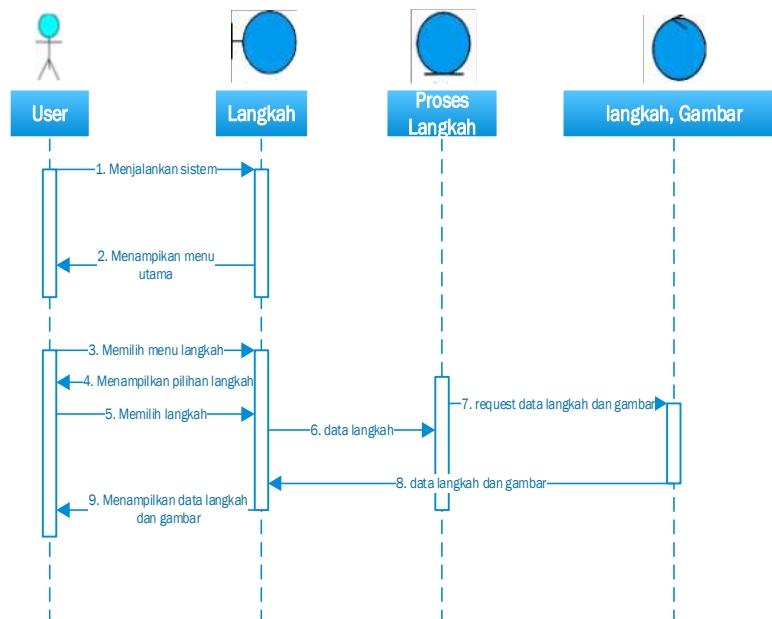 User
Langkah
Proses
Langkah
langkah, Gambar
1. Menjalankan sistem
2. Menampikan menu
utama
3. Memilih menu langkah
4. Menampilkan pilihan langkah
5. Memilih langkah
6. data langkah
7. request data langkah dan gambar
8. data langkah dan gambar
9. Menampilkan data langkah
dan gambar